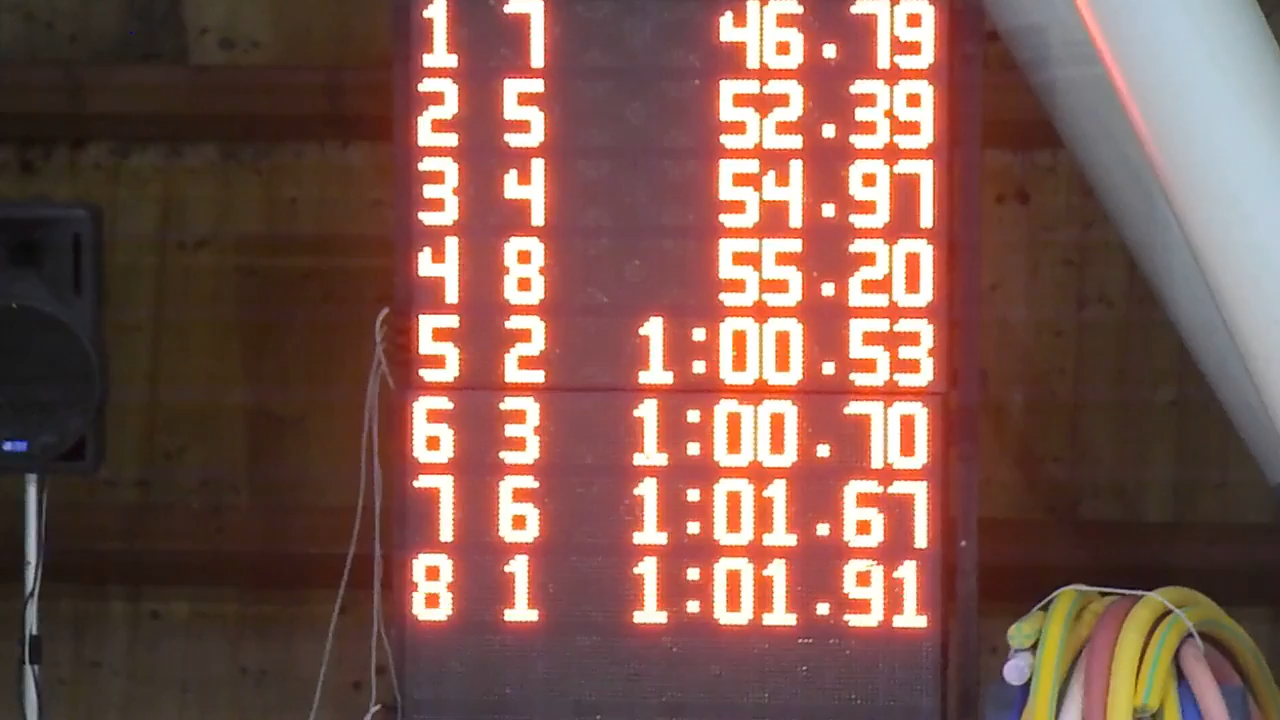 1 7 46.79
2 5 52.39
3 4 54.97
4 8 55.20
5 2 1:00.53
6 3 1:00.70
7 6 1:01.67
8 1 1:01.91